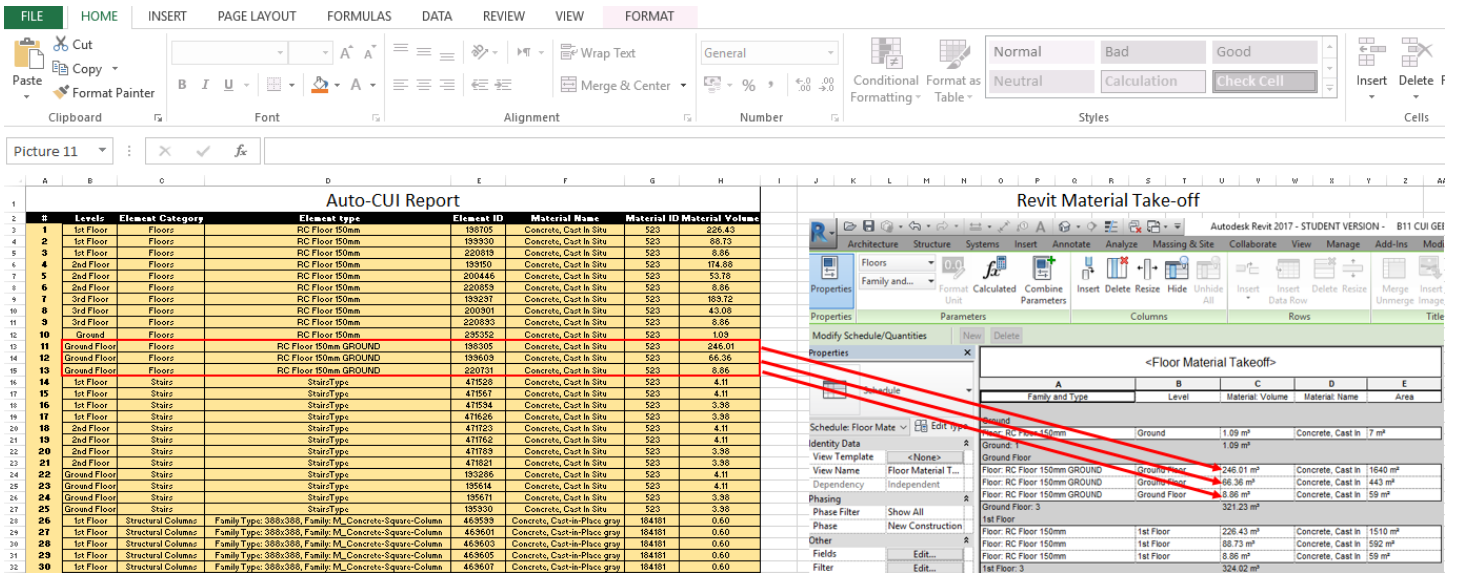 FILE HOME INSERT PAGE LAYOUT FORMULAS DATA REVIEW VIEW FORMAT
Cut
Copy
Format Painter
Paste
Clipboard
B I U A
Font
Wrap Text
Merge & Center
Alignment
General
%
Number
Conditional Formatting
Format as Table
Normal Bad Good
Neutral Calculation Check Cell
Styles
Insert Delete
Cells
Picture 11 fx
A B C D E F G H I J K L M N O P Q R S T U V W X Y Z
Auto-CUI Report
# Levels Element Category Element type Element ID Material Name Material ID Material Volume
1 1st Floor Floors RC Floor 150mm 198705 Concrete, Cast In Situ 523 226.43
2 1st Floor Floors RC Floor 150mm 199930 Concrete, Cast In Situ 523 88.73
3 1st Floor Floors RC Floor 150mm 220819 Concrete, Cast In Situ 523 8.86
4 2nd Floor Floors RC Floor 150mm 199150 Concrete, Cast In Situ 523 174.88
5 2nd Floor Floors RC Floor 150mm 200446 Concrete, Cast In Situ 523 53.78
6 2nd Floor Floors RC Floor 150mm 220859 Concrete, Cast In Situ 523 8.86
7 3rd Floor Floors RC Floor 150mm 199297 Concrete, Cast In Situ 523 189.72
8 3rd Floor Floors RC Floor 150mm 200901 Concrete, Cast In Situ 523 43.08
9 3rd Floor Floors RC Floor 150mm 220893 Concrete, Cast In Situ 523 8.86
10 Ground Floors RC Floor 150mm 295352 Concrete, Cast In Situ 523 1.09
11 Ground Floor Floors RC Floor 150mm GROUND 198305 Concrete, Cast In Situ 523 246.01
12 Ground Floor Floors RC Floor 150mm GROUND 199609 Concrete, Cast In Situ 523 66.36
13 Ground Floor Floors RC Floor 150mm GROUND 220731 Concrete, Cast In Situ 523 8.86
14 1st Floor Stairs StairsType 471528 Concrete, Cast In Situ 523 4.11
15 1st Floor Stairs StairsType 471567 Concrete, Cast In Situ 523 4.11
16 1st Floor Stairs StairsType 471594 Concrete, Cast In Situ 523 3.98
17 1st Floor Stairs StairsType 471626 Concrete, Cast In Situ 523 3.98
18 2nd Floor Stairs StairsType 471723 Concrete, Cast In Situ 523 4.11
19 2nd Floor Stairs StairsType 471762 Concrete, Cast In Situ 523 4.11
20 2nd Floor Stairs StairsType 471789 Concrete, Cast In Situ 523 3.98
21 2nd Floor Stairs StairsType 471821 Concrete, Cast In Situ 523 3.98
22 Ground Floor Stairs StairsType 193286 Concrete, Cast In Situ 523 4.11
23 Ground Floor Stairs StairsType 195614 Concrete, Cast In Situ 523 4.11
24 Ground Floor Stairs StairsType 195671 Concrete, Cast In Situ 523 3.98
25 Ground Floor Stairs StairsType 195930 Concrete, Cast In Situ 523 3.98
26 1st Floor Structural Columns Family Type: 388x388, Family: M_Concrete-Square-Column 469599 Concrete, Cast-in-Place gray 184181 0.60
27 1st Floor Structural Columns Family Type: 388x388, Family: M_Concrete-Square-Column 469601 Concrete, Cast-in-Place gray 184181 0.60
28 1st Floor Structural Columns Family Type: 388x388, Family: M_Concrete-Square-Column 469603 Concrete, Cast-in-Place gray 184181 0.60
29 1st Floor Structural Columns Family Type: 388x388, Family: M_Concrete-Square-Column 469605 Concrete, Cast-in-Place gray 184181 0.60
30 1st Floor Structural Columns Family Type: 388x388, Family: M_Concrete-Square-Column 469607 Concrete, Cast-in-Place gray 184181 0.60
Revit Material Take-off
Autodesk Revit 2017 - STUDENT VERSION - B11 CUI GEE
Architecture Structure Systems Insert Annotate Analyze Massing & Site Collaborate View Manage Add-Ins Modi
Floors
Family and...
Properties Format Unit Calculated Combine Parameters Insert Delete Resize Hide Unhide All Insert Insert Data Row Delete Resize Merge Unmerge Insert Image
Properties Parameters Columns Rows Title
Modify Schedule/Quantities New Delete
Properties
Schedule
Schedule: Floor Mate Edit Type
Identity Data
View Template <None>
View Name Floor Material T...
Dependency Independent
Phasing
Phase Filter Show All
Phase New Construction
Other
Fields Edit...
Filter Edit...
<Floor Material Takeoff>
A B C D E
Family and Type Level Material: Volume Material: Name Area
Ground
Floor: RC Floor 150mm Ground 1.09 m³ Concrete, Cast In 7 m²
Ground: 1 1.09 m³
Ground Floor
Floor: RC Floor 150mm GROUND Ground Floor 246.01 m³ Concrete, Cast In 1640 m²
Floor: RC Floor 150mm GROUND Ground Floor 66.36 m³ Concrete, Cast In 443 m²
Floor: RC Floor 150mm GROUND Ground Floor 8.86 m³ Concrete, Cast In 59 m²
Ground Floor: 3 321.23 m³
1st Floor
Floor: RC Floor 150mm 1st Floor 226.43 m³ Concrete, Cast In 1510 m²
Floor: RC Floor 150mm 1st Floor 88.73 m³ Concrete, Cast In 592 m²
Floor: RC Floor 150mm 1st Floor 8.86 m³ Concrete, Cast In 59 m²
1st Floor: 3 324.02 m³